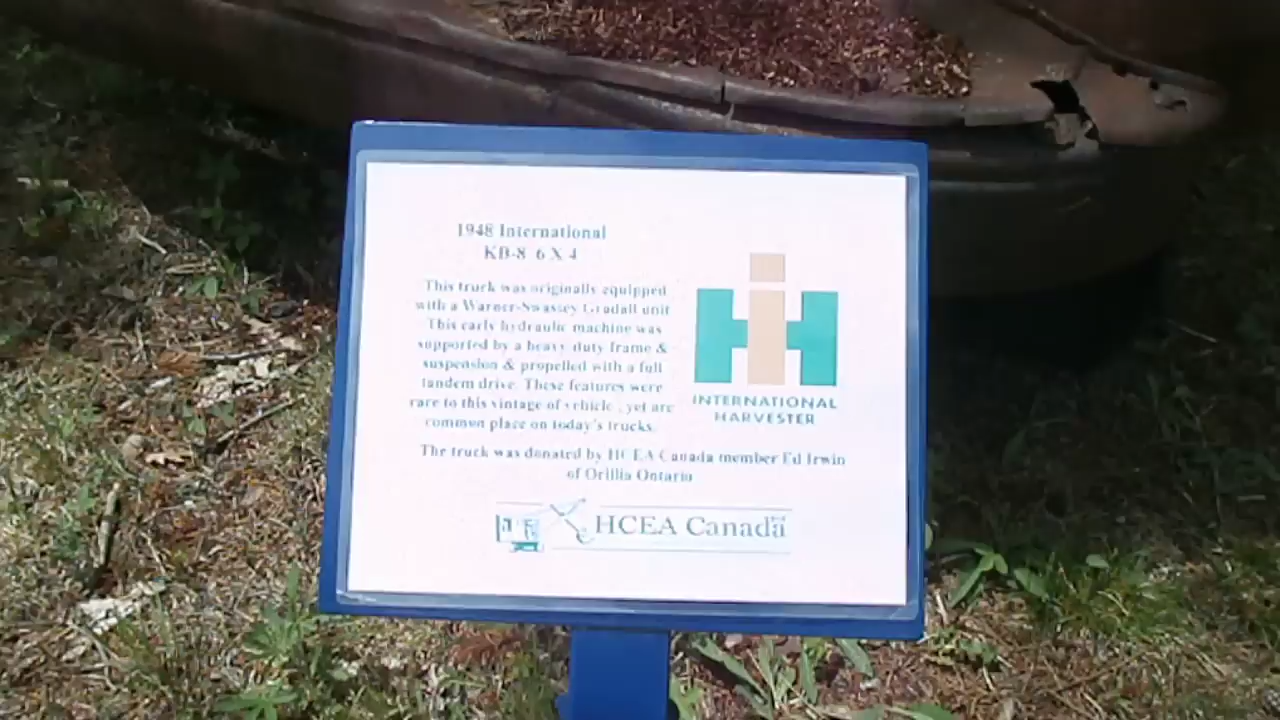 1948 International
KB-8 6 X 4
This truck was originally equipped
with a Warner-Swassey Gradall unit
This early hydraulic machine was
supported by a heavy duty frame &
suspension & propelled with a full
tandem drive. These features were
rare to this vintage of vehicle , yet are
common place on today's trucks.
INTERNATIONAL
HARVESTER
The truck was donated by HCEA Canada member Ed Irwin
of Orillia Ontario
HCEA Canada